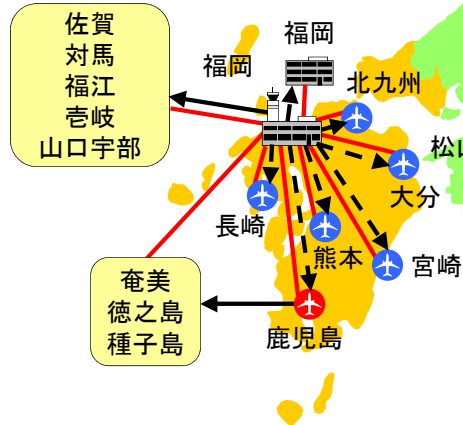 佐賀
対馬
福江
壱岐
山口宇部
福岡
福岡
北九州
松山
大分
長崎
熊本
宮崎
奄美
徳之島
種子島
鹿児島